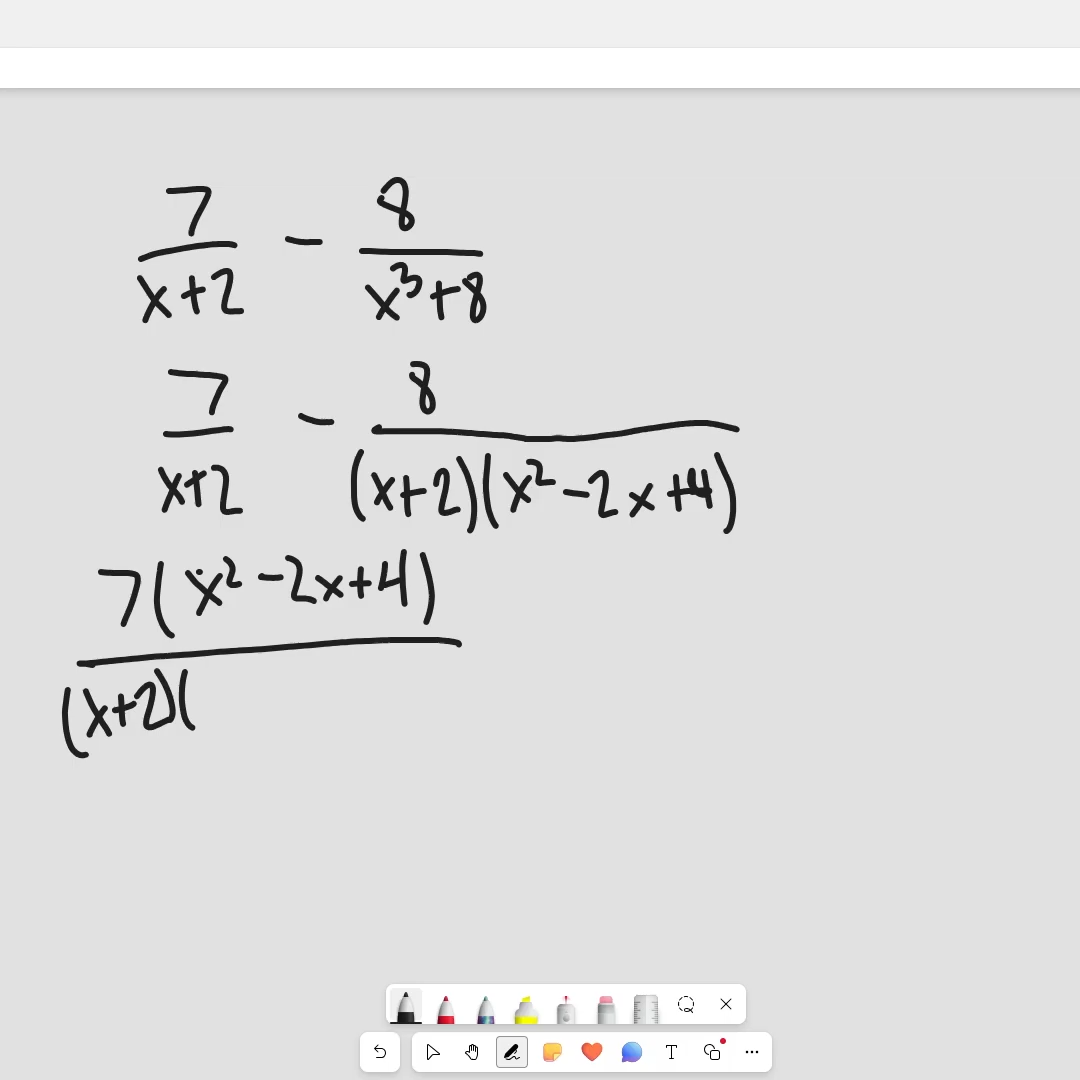 7/(x+2) - 8/(x³+8)
7/(x+2) - 8/((x+2)(x²-2x+4))
7(x²-2x+4)
(x+2)(
T